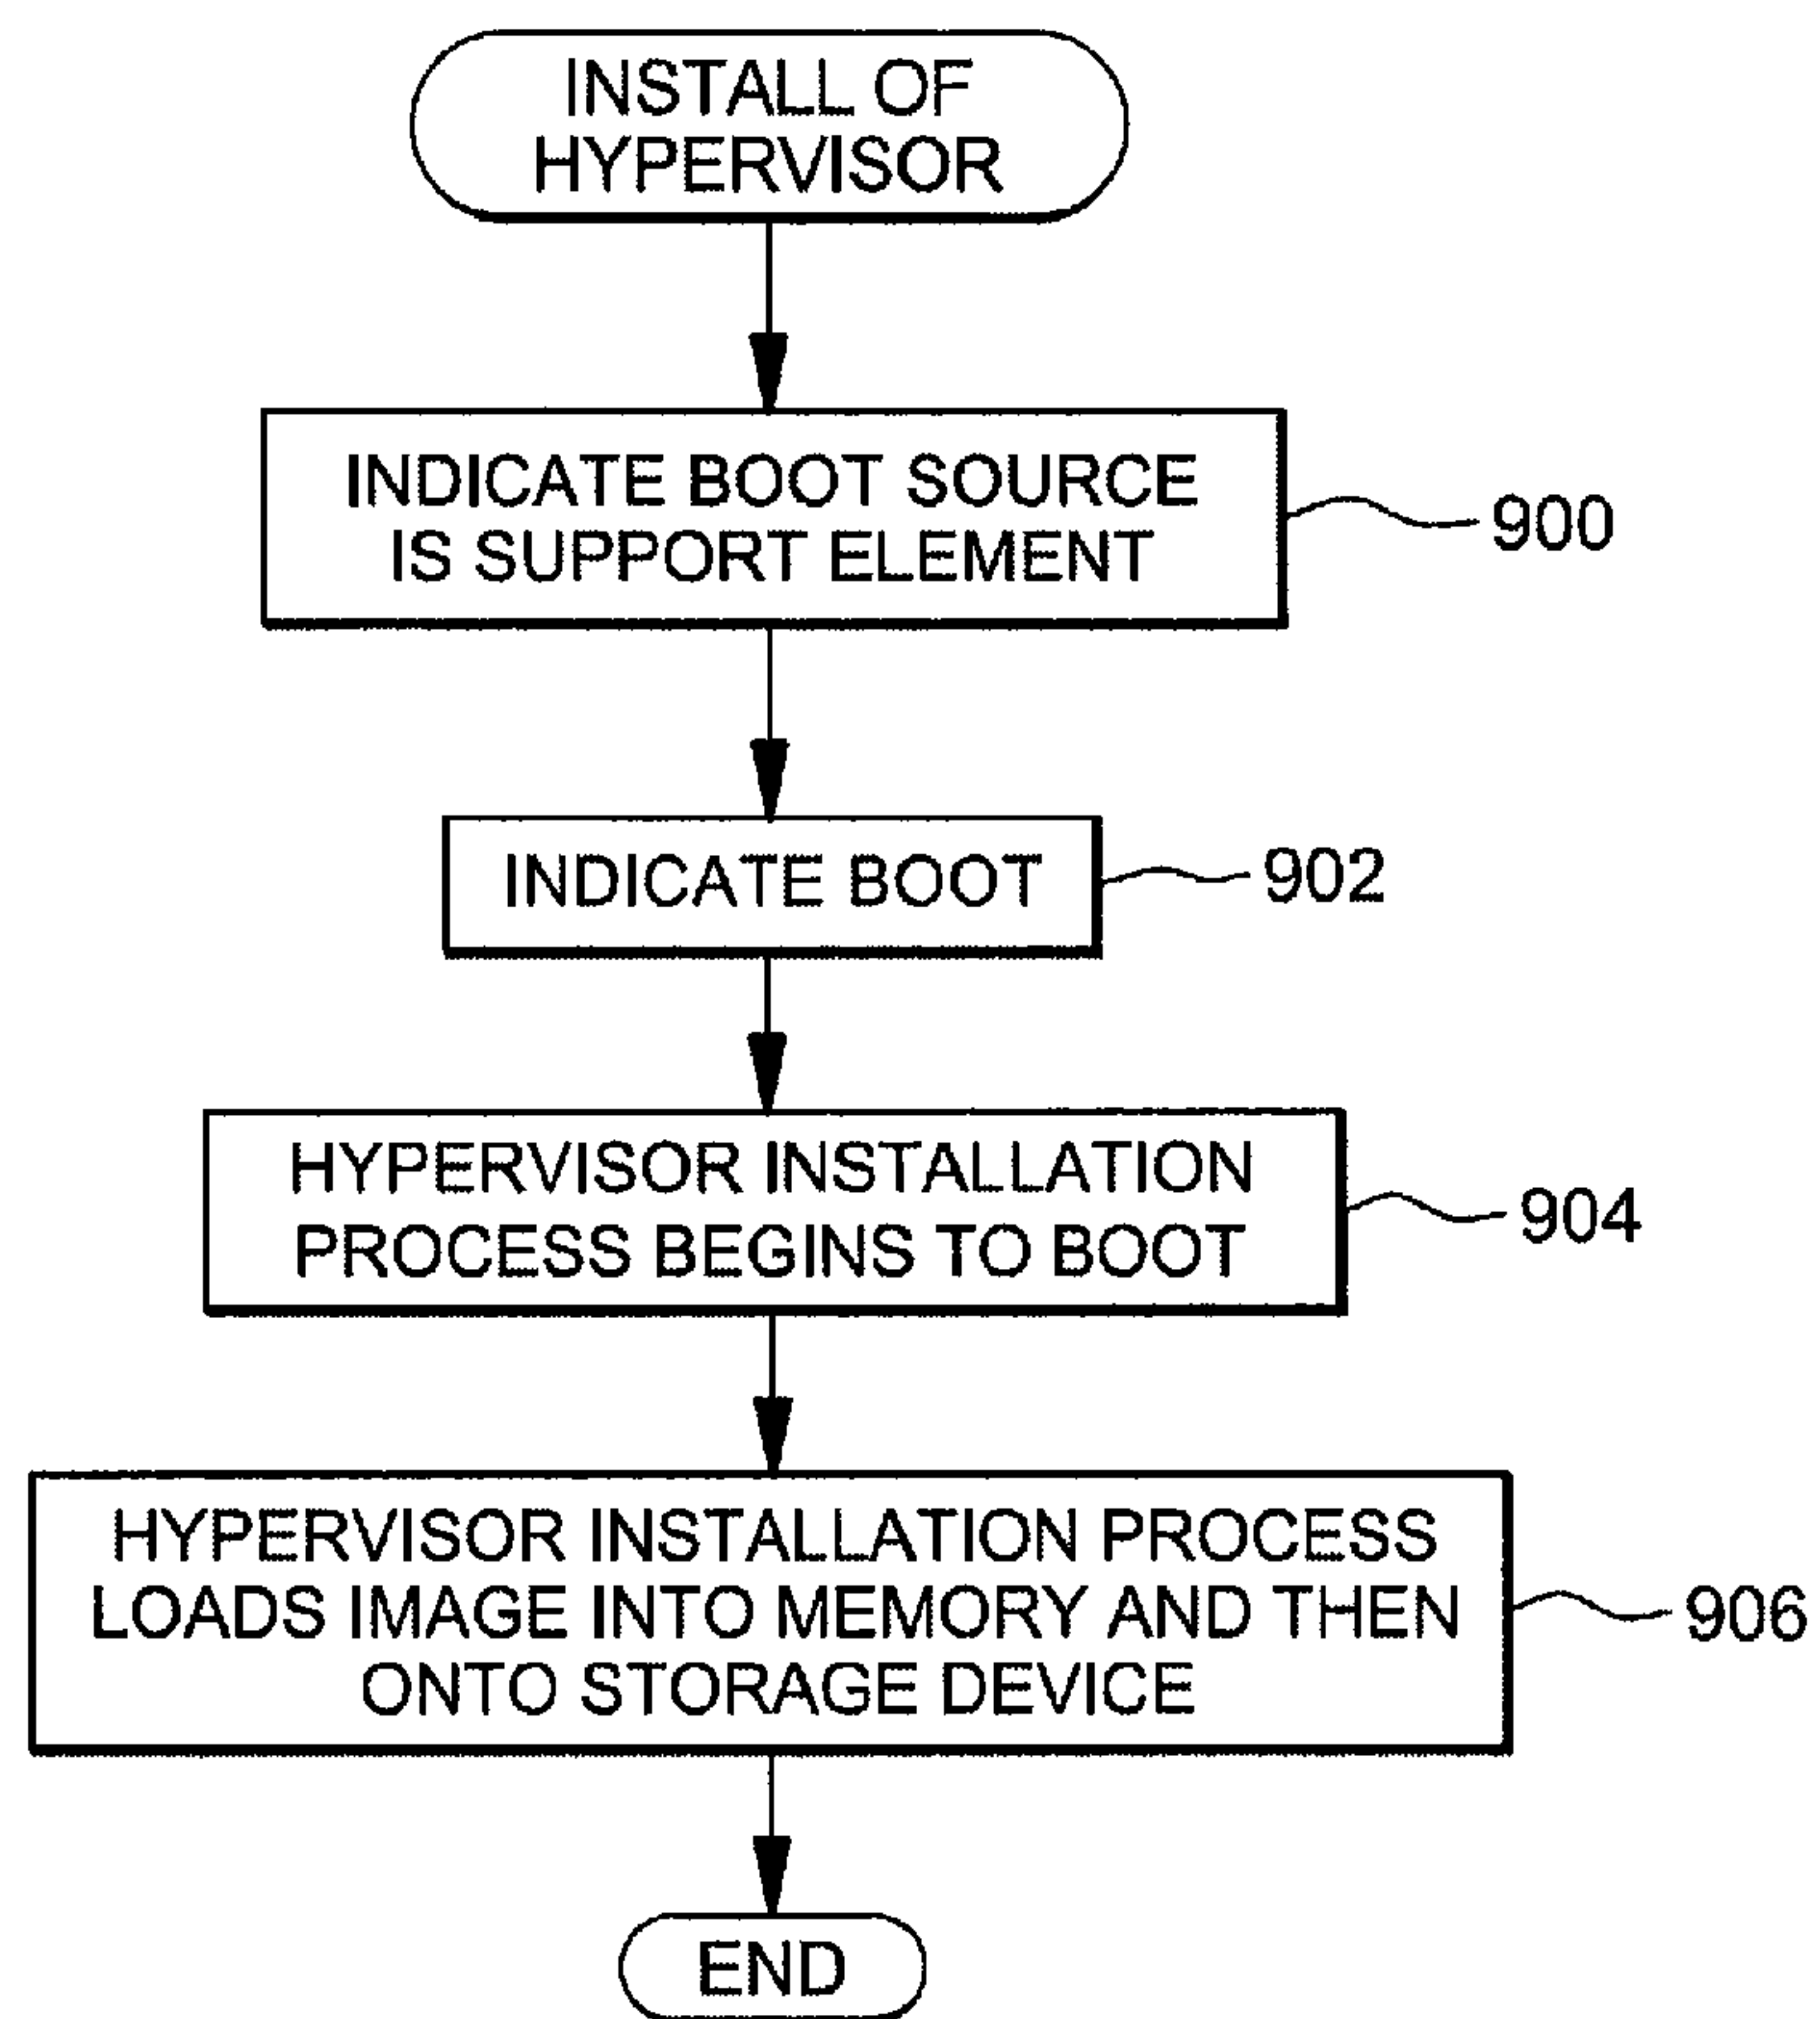 INSTALL OF
HYPERVISOR
INDICATE BOOT SOURCE
IS SUPPORT ELEMENT
900
INDICATE BOOT
902
HYPERVISOR INSTALLATION
PROCESS BEGINS TO BOOT
904
HYPERVISOR INSTALLATION PROCESS
LOADS IMAGE INTO MEMORY AND THEN
ONTO STORAGE DEVICE
906
END